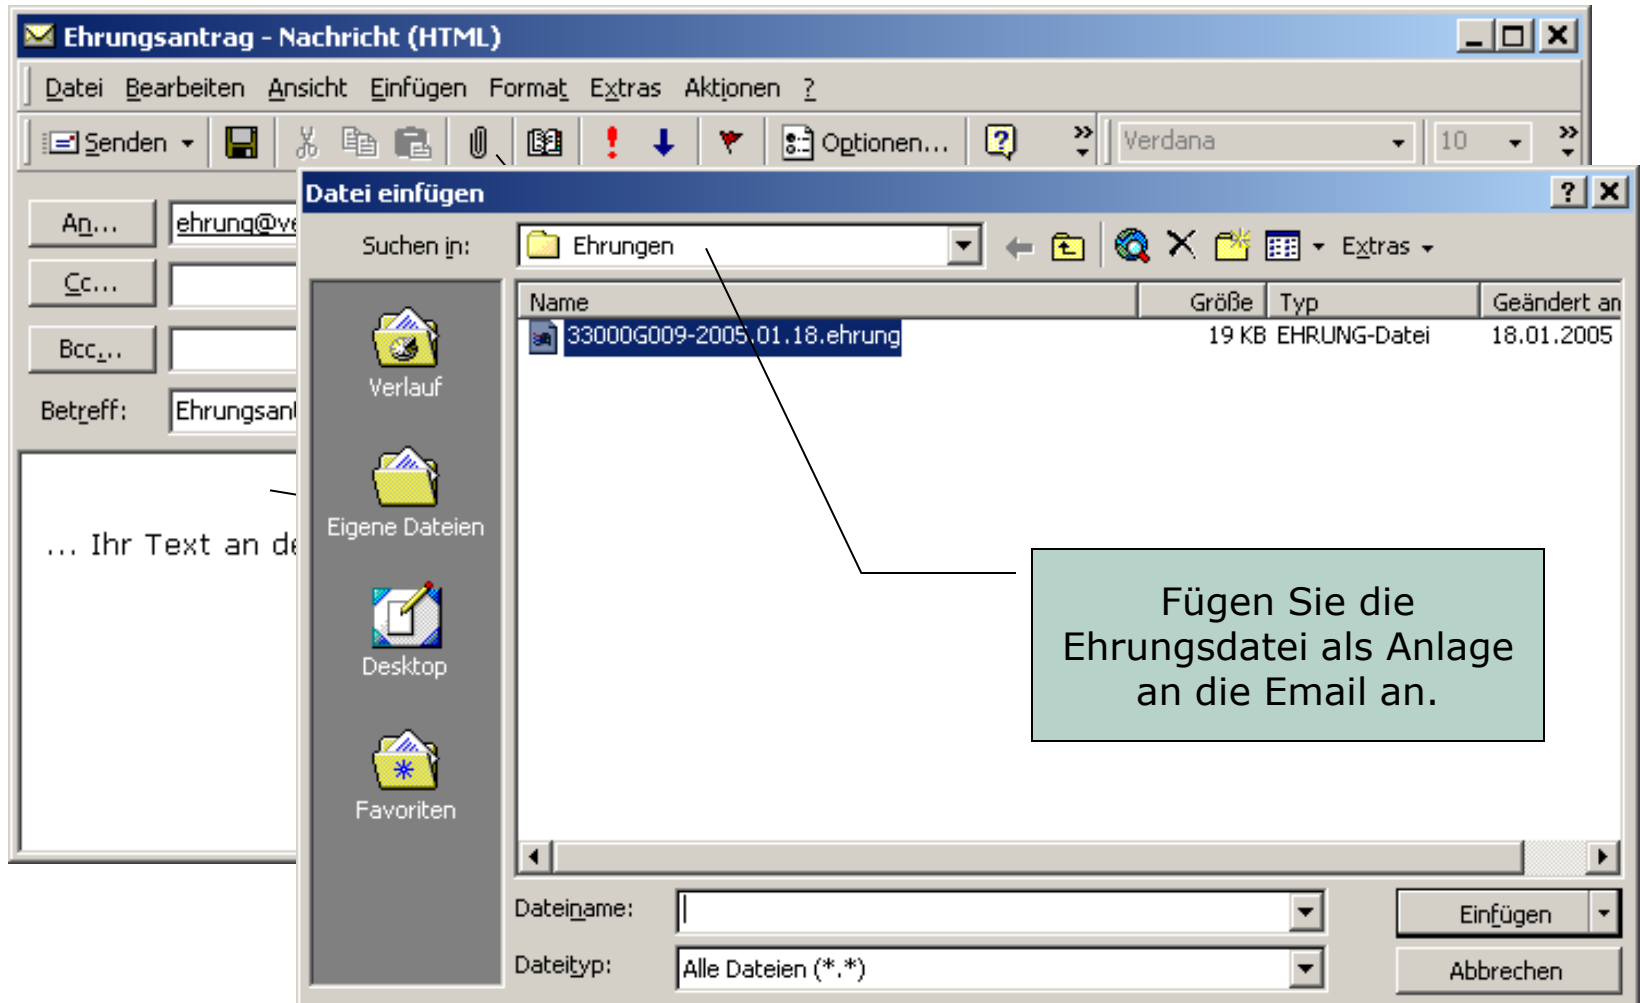 Ehrungsantrag - Nachricht (HTML)
Datei Bearbeiten Ansicht Einfügen Format Extras Aktionen ?
Senden Optionen... Verdana 10
Datei einfügen
An... ehrung@ve
Suchen in: Ehrungen Extras
Cc...
Name Größe Typ Geändert an
33000G009-2005.01.18.ehrung 19 KB EHRUNG-Datei 18.01.2005
Bcc...
Verlauf
Betreff: Ehrungsant
Eigene Dateien
... Ihr Text an de
Desktop
Favoriten
Fügen Sie die
Ehrungsdatei als Anlage
an die Email an.
Dateiname: Einfügen
Dateityp: Alle Dateien (*.*) Abbrechen